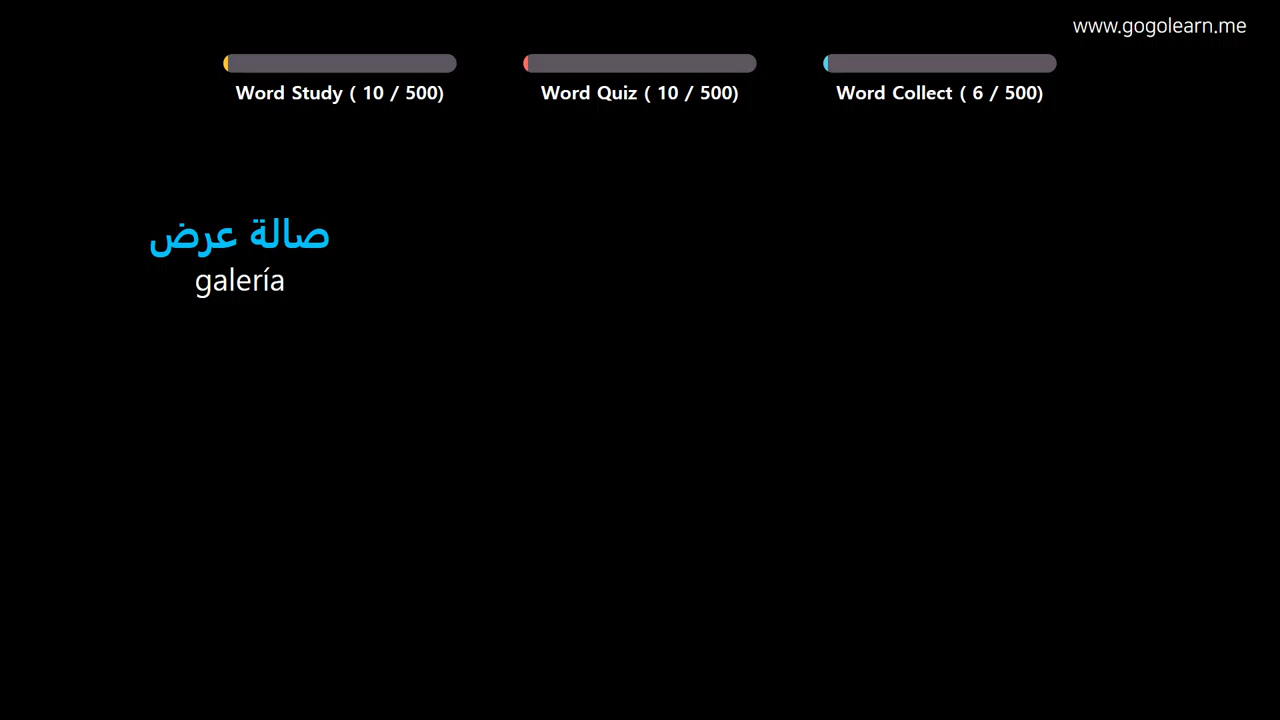 www.gogolearn.me
Word Study ( 10 / 500)
Word Quiz ( 10 / 500)
Word Collect ( 6 / 500)
صالة عرض
galería